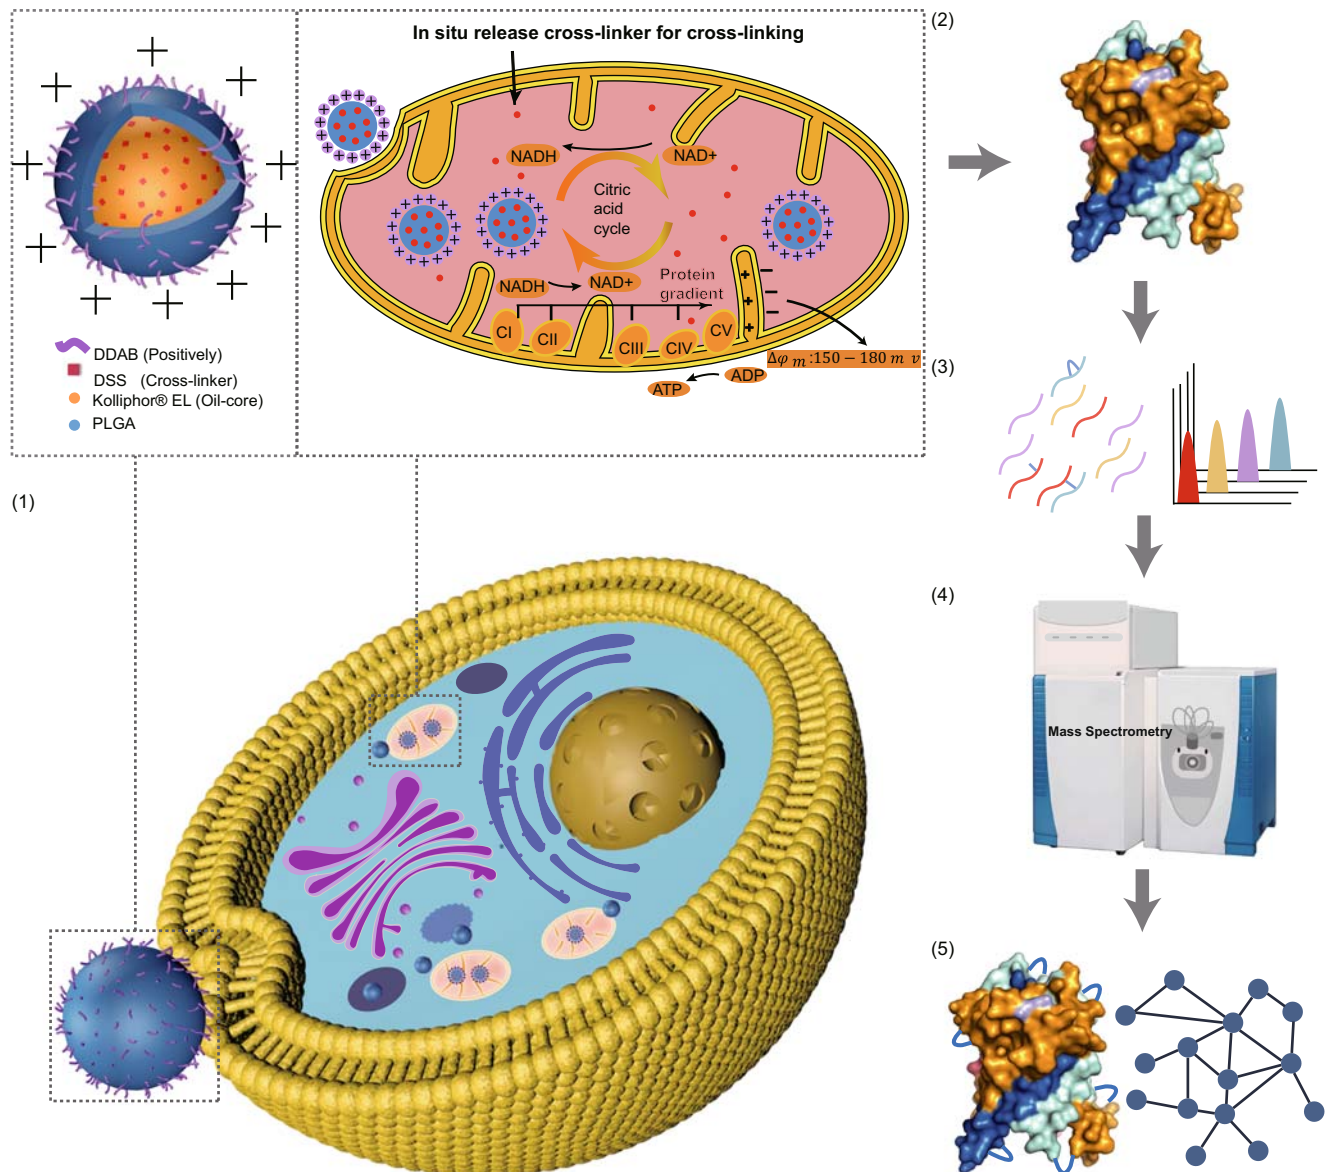 In situ release cross-linker for cross-linking
(2)
NADH
NAD+
Citric
acid
cycle
NADH
NAD+
Protein
gradient
CI
CII
CIII
CIV
CV
Δφ m :150 − 180 m v
ATP
ADP
DDAB (Positively)
DSS (Cross-linker)
Kolliphor® EL (Oil-core)
PLGA
(3)
(1)
(4)
Mass Spectrometry
(5)